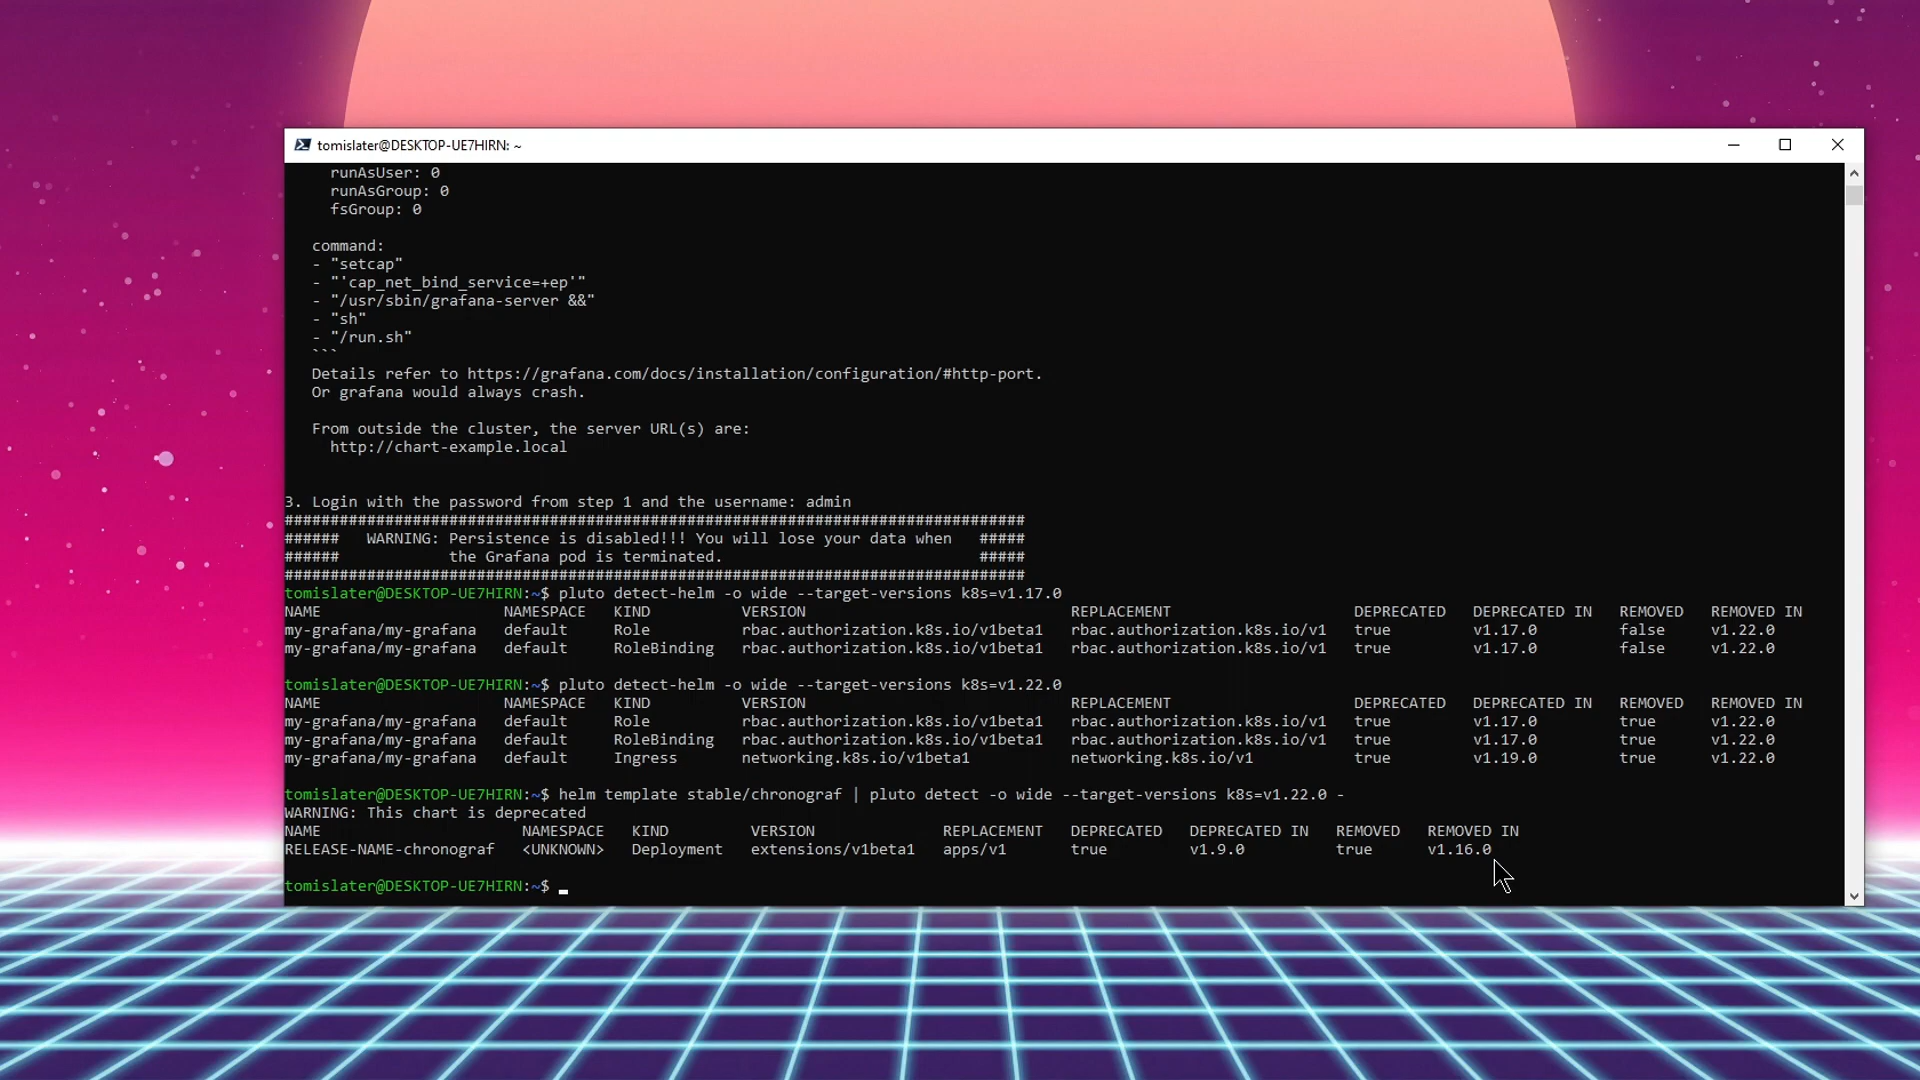 tomislater@DESKTOP-UE7HIRN: ~
runAsUser: 0
runAsGroup: 0
fsGroup: 0
command:
- "setcap"
- "'cap_net_bind_service=+ep'"
- "/usr/sbin/grafana-server &&"
- "sh"
- "/run.sh"
```
Details refer to https://grafana.com/docs/installation/configuration/#http-port.
Or grafana would always crash.
From outside the cluster, the server URL(s) are:
http://chart-example.local
3. Login with the password from step 1 and the username: admin
#################################################################################
######   WARNING: Persistence is disabled!!! You will lose your data when   #####
######            the Grafana pod is terminated.                            #####
#################################################################################
tomislater@DESKTOP-UE7HIRN:~$ pluto detect-helm -o wide --target-versions k8s=v1.17.0
NAME NAMESPACE KIND VERSION REPLACEMENT DEPRECATED DEPRECATED IN REMOVED REMOVED IN
my-grafana/my-grafana default Role rbac.authorization.k8s.io/v1beta1 rbac.authorization.k8s.io/v1 true v1.17.0 false v1.22.0
my-grafana/my-grafana default RoleBinding rbac.authorization.k8s.io/v1beta1 rbac.authorization.k8s.io/v1 true v1.17.0 false v1.22.0
tomislater@DESKTOP-UE7HIRN:~$ pluto detect-helm -o wide --target-versions k8s=v1.22.0
NAME NAMESPACE KIND VERSION REPLACEMENT DEPRECATED DEPRECATED IN REMOVED REMOVED IN
my-grafana/my-grafana default Role rbac.authorization.k8s.io/v1beta1 rbac.authorization.k8s.io/v1 true v1.17.0 true v1.22.0
my-grafana/my-grafana default RoleBinding rbac.authorization.k8s.io/v1beta1 rbac.authorization.k8s.io/v1 true v1.17.0 true v1.22.0
my-grafana/my-grafana default Ingress networking.k8s.io/v1beta1 networking.k8s.io/v1 true v1.19.0 true v1.22.0
tomislater@DESKTOP-UE7HIRN:~$ helm template stable/chronograf | pluto detect -o wide --target-versions k8s=v1.22.0 -
WARNING: This chart is deprecated
NAME NAMESPACE KIND VERSION REPLACEMENT DEPRECATED DEPRECATED IN REMOVED REMOVED IN
RELEASE-NAME-chronograf <UNKNOWN> Deployment extensions/v1beta1 apps/v1 true v1.9.0 true v1.16.0
tomislater@DESKTOP-UE7HIRN:~$